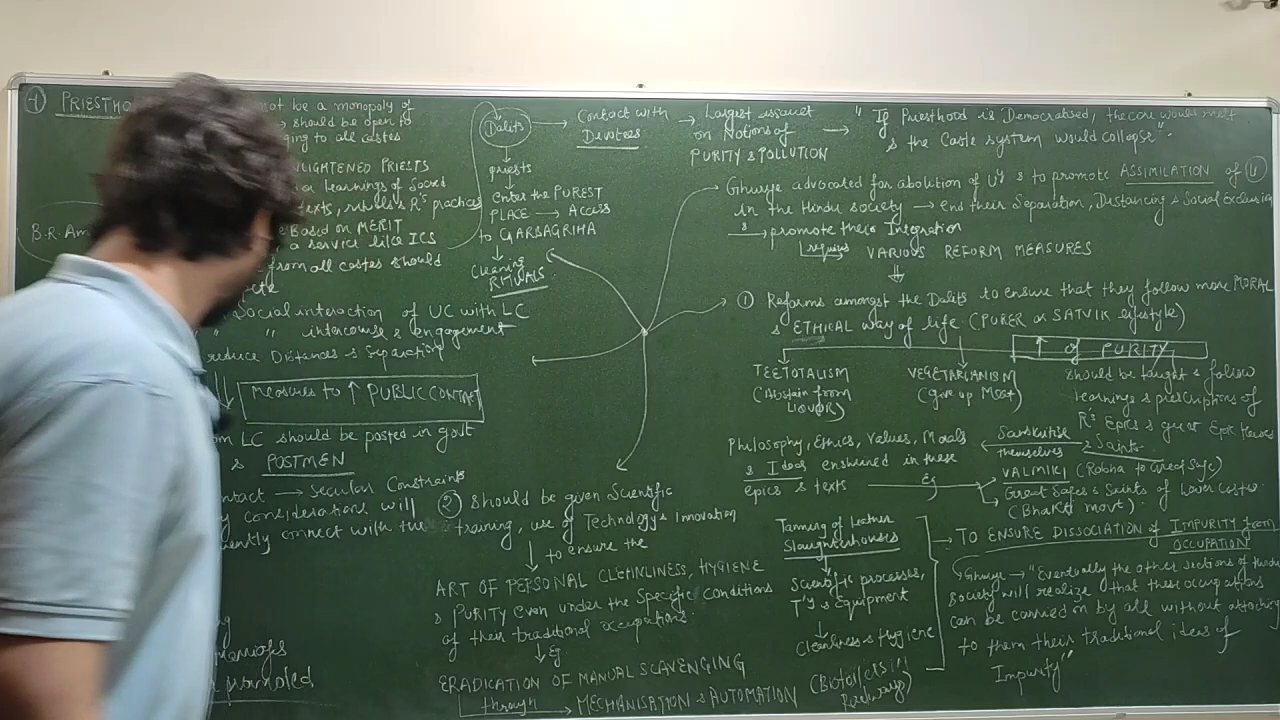 4 PRIESTHO
not be a monopoly of
→ should be open to
ging to all castes
NLIGHTENED PRIESTS
learnings of Sacred
texts, rituals & R's practices
BASED ON MERIT
B.R. Am
a service like ICS
from all castes should
Social interaction of UC with LC
" " intercourse & engagement
reduce Distances & Separation
Measures to ↑ PUBLIC CONTACT
om LC should be posted in govt
& POSTMEN
ntact → Secular Constraints
y considerations will
uently connect with the
marriages
Dalits → Contact with Devotees → Largest assault on Notions of PURITY & POLLUTION → "If Priesthood is Democratised, the core would melt
& the Caste system would collapse".
priests
Enter the PUREST
PLACE → Access
to GARBAGRIHA
Cleaning
RITUALS.
Ghurye advocated for abolition of U'y & to promote ASSIMILATION of U
in the Hindu society → end their Separation, Distancing & Social exclusion
& → promote their Integration
requires → VARIOUS REFORM MEASURES
1 Reforms amongst the Dalits to ensure that they follow more MORAL
& ETHICAL way of life (PURER or SATVIK lifestyle)
↑ of PURITY
TEETOTALISM
(Abstain from
LIQUOR)
VEGETARIANISM
(Give up Meat)
should be taught &  follow
learnings & prescriptions of
R's Epics & great Epic
& Saints.
Sanskritise
themselves
Philosophy, Ethics, Values, Morals
& Ideas enshrined in these
epics & texts
Eg
VALMIKI (Robha to Great Sage)
Great Sages & Saints of Lower castes
(Bhakti movt).
2 Should be given Scientific
training, use of Technology & Innovation
to ensure the
ART OF PERSONAL CLEANLINESS, HYGIENE
& PURITY even under the Specific Conditions
of their traditional occupations.
Eg
ERADICATION OF MANUAL SCAVENGING
through → MECHANISATION & AUTOMATION
(Biotoilets in
Railways)
Tanning of Leather
Slaughterhouses
Scientific processes,
T'y & Equipment
Cleanliness & Hygiene
→ TO ENSURE DISSOCIATION of IMPURITY from
OCCUPATION
Ghurye → "Eventually the other sections of Hindu
Society will realize that these occupations
can be carried on by all without attaching
to them their traditional ideas of
Impurity"